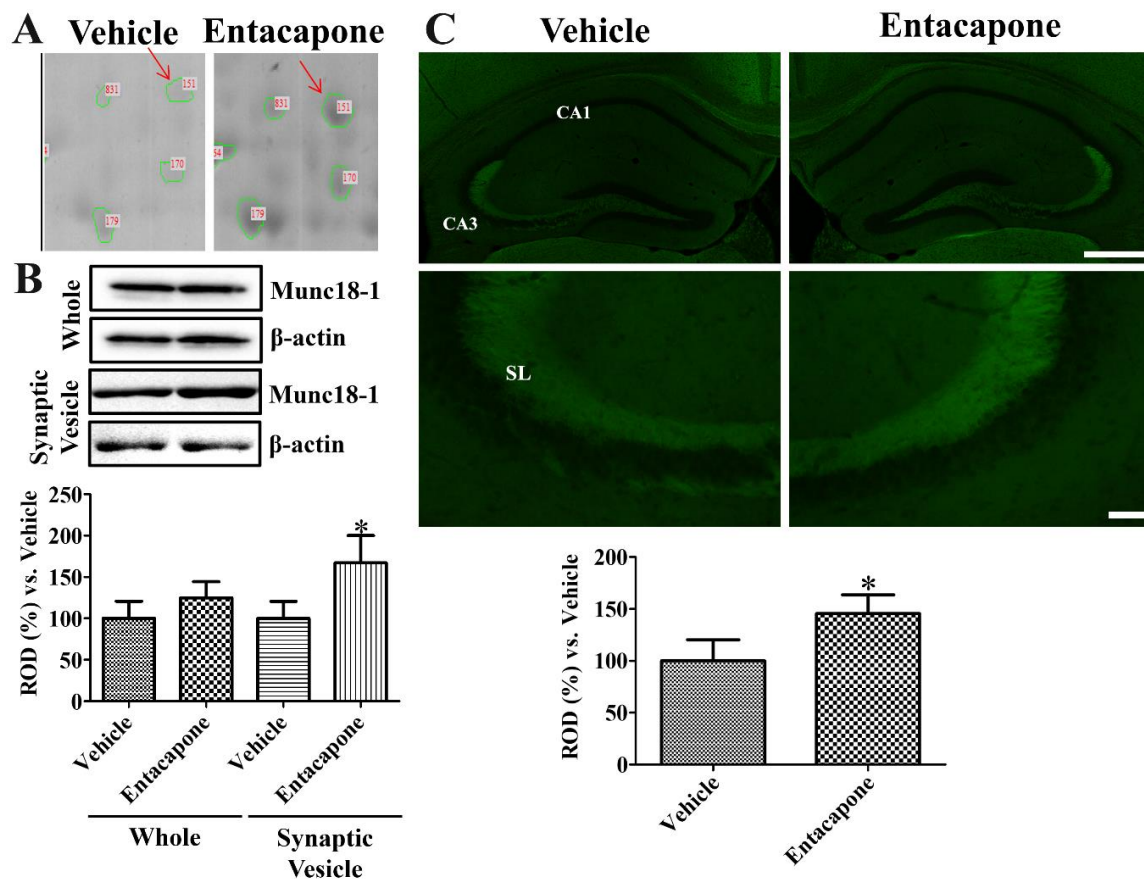 A
Vehicle
Entacapone
831
151
170
179
831
151
54
170
179
B
Whole
Munc18-1
β-actin
Synaptic
Vesicle
Munc18-1
β-actin
ROD (%) vs. Vehicle
250
200
150
100
50
0
*
Vehicle
Entacapone
Vehicle
Entacapone
Whole
Synaptic
Vesicle
C
Vehicle
Entacapone
CA1
CA3
SL
ROD (%) vs. Vehicle
200
150
100
50
0
*
Vehicle
Entacapone